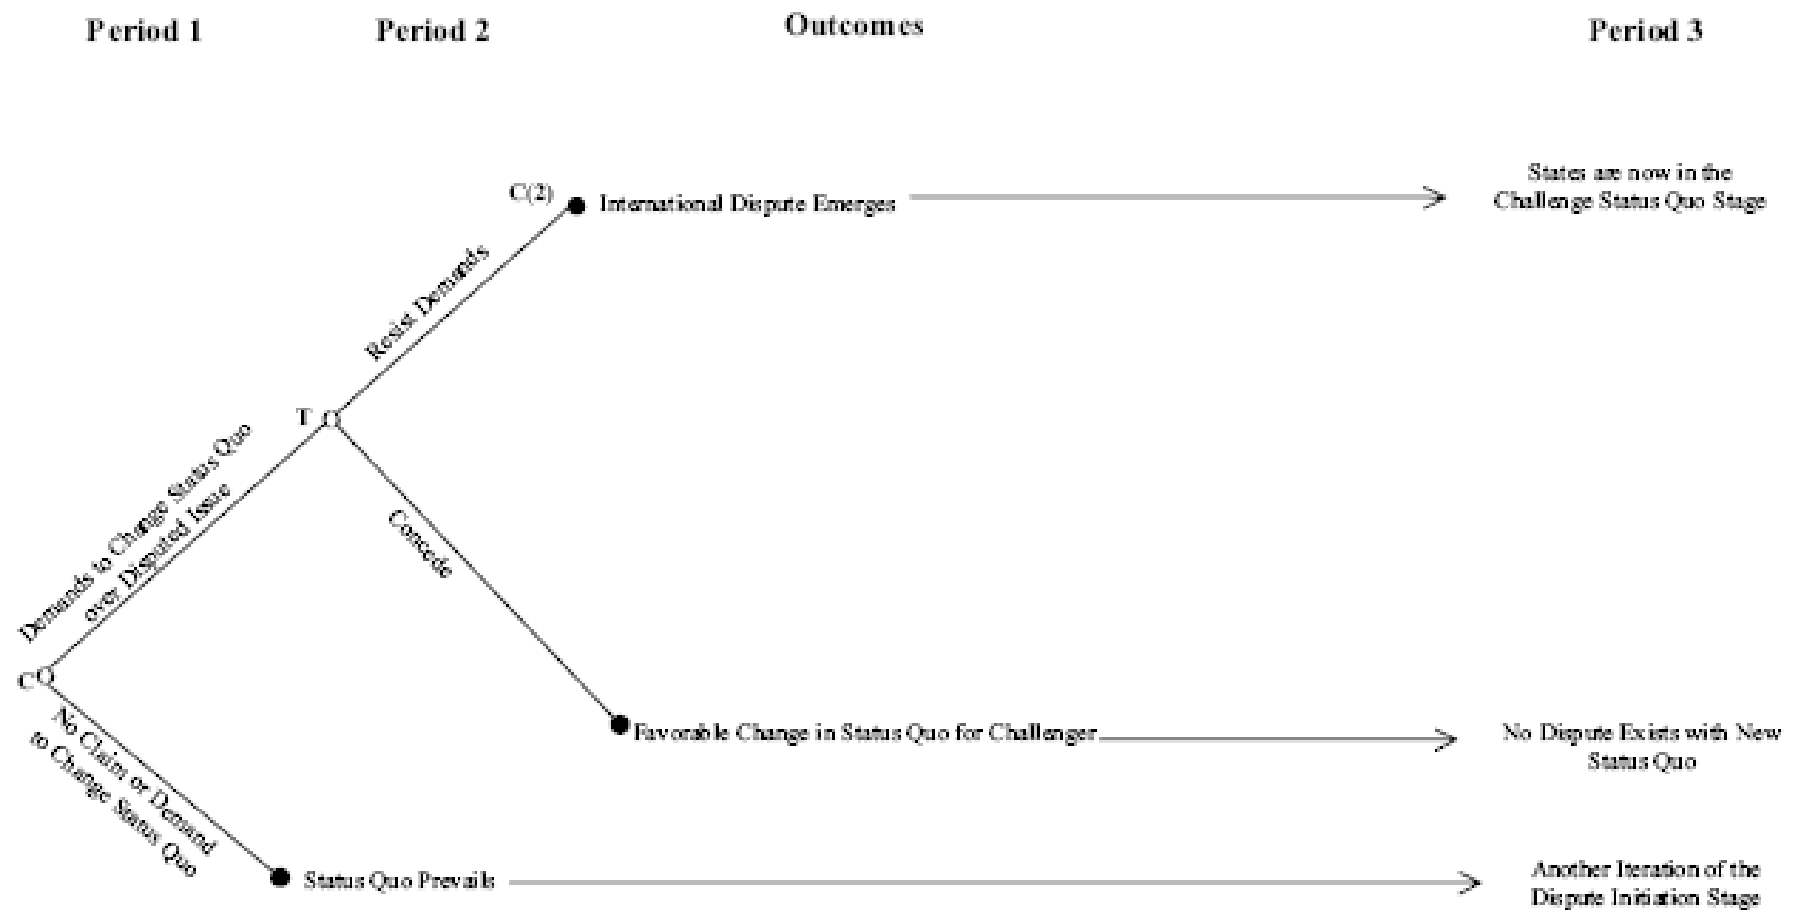 Period 1
Period 2
Outcomes
Period 3
C(2)
International Dispute Emerges
States are now in the
Challenge Status Quo Stage
Resist Demands
T
Demands to Change Status Quo
over Disputed Issue
Concede
C
No Claim or Demand
to Change Status Quo
Favorable Change in Status Quo for Challenger
No Dispute Exists with New
Status Quo
Status Quo Prevails
Another Iteration of the
Dispute Initiation Stage